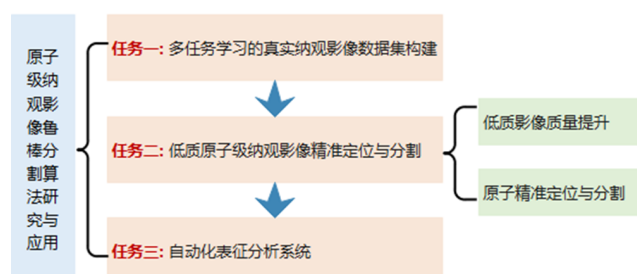 原子
级纳
观影
像鲁
棒分
割算
法研
究与
应用
任务一: 多任务学习的真实纳观影像数据集构建
任务二: 低质原子级纳观影像精准定位与分割
低质影像质量提升
原子精准定位与分割
任务三: 自动化表征分析系统